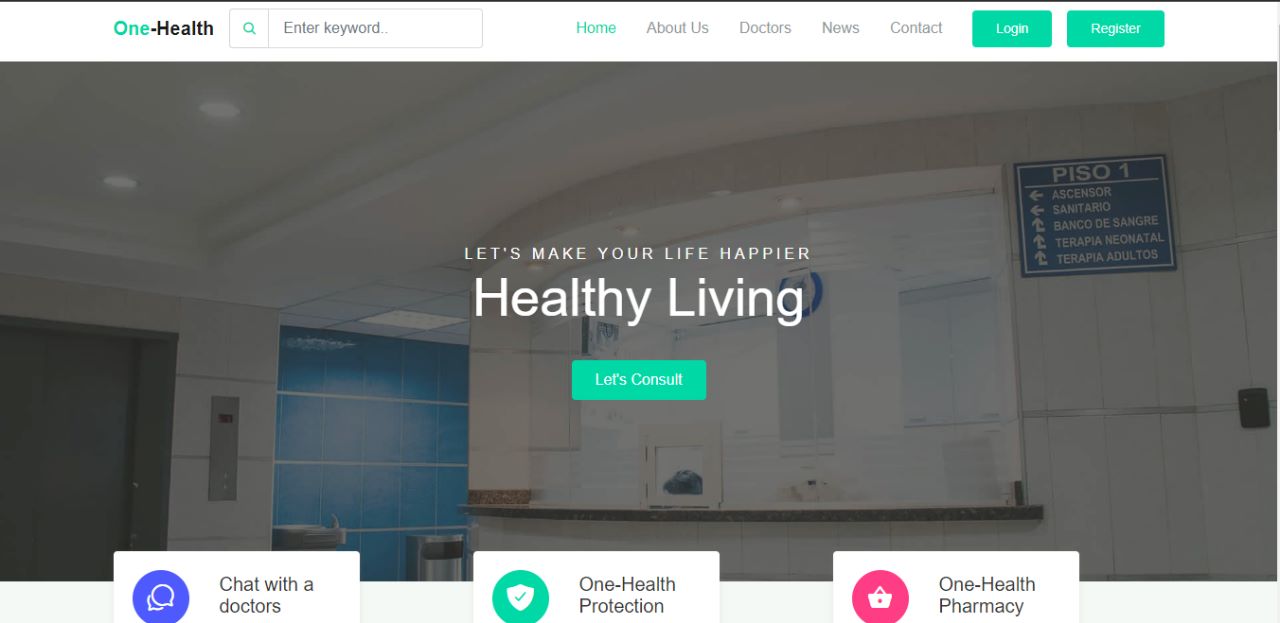 One-Health
Enter keyword..
Home
About Us
Doctors
News
Contact
Login
Register
PISO 1
ASCENSOR
SANITARIO
BANCO DE SANGRE
TERAPIA NEONATAL
TERAPIA ADULTOS
LET'S MAKE YOUR LIFE HAPPIER
Healthy Living
Let's Consult
Chat with a
doctors
One-Health
Protection
One-Health
Pharmacy